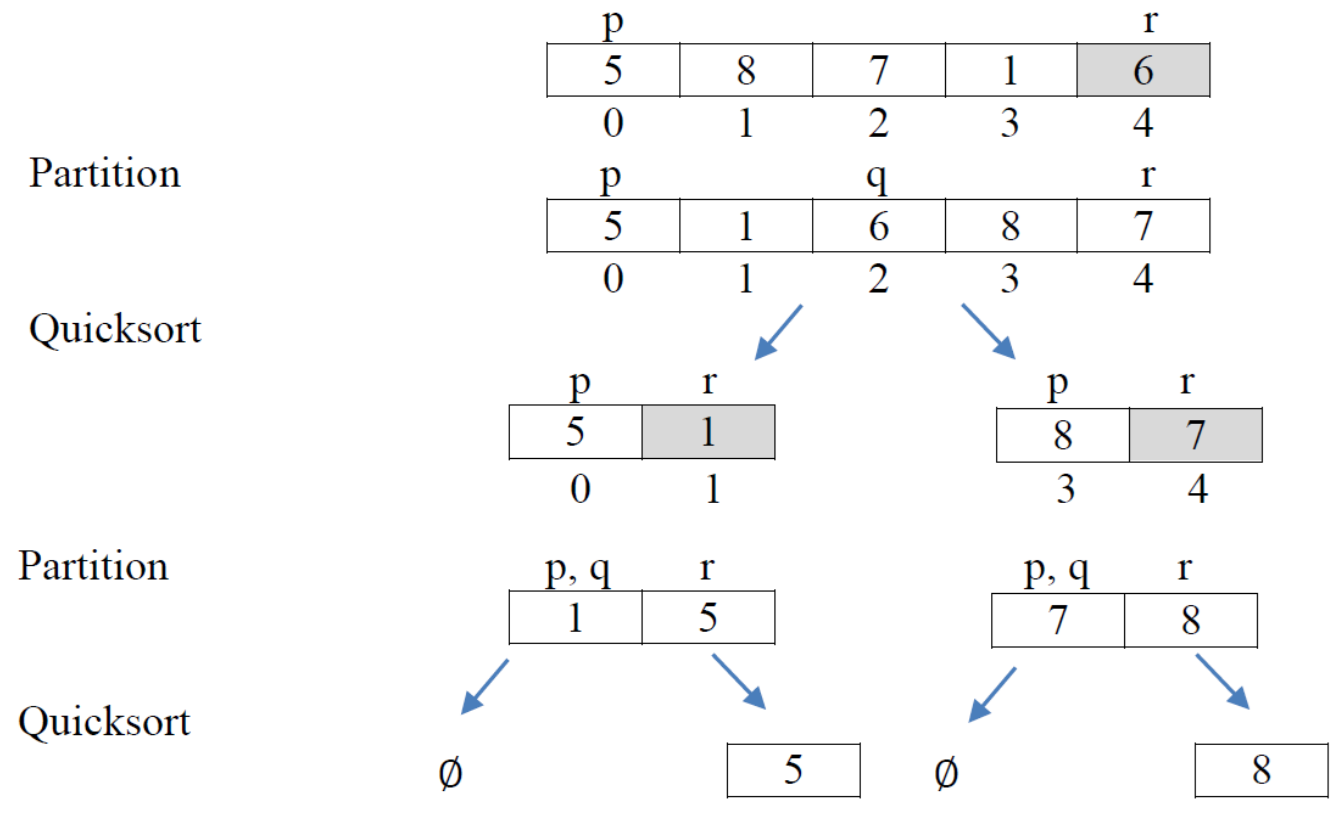 p r
5 8 7 1 6
0 1 2 3 4
Partition
p q r
5 1 6 8 7
0 1 2 3 4
Quicksort
p r p r
5 1 8 7
0 1 3 4
Partition
p, q r p, q r
1 5 7 8
Quicksort
∅ 5 ∅ 8